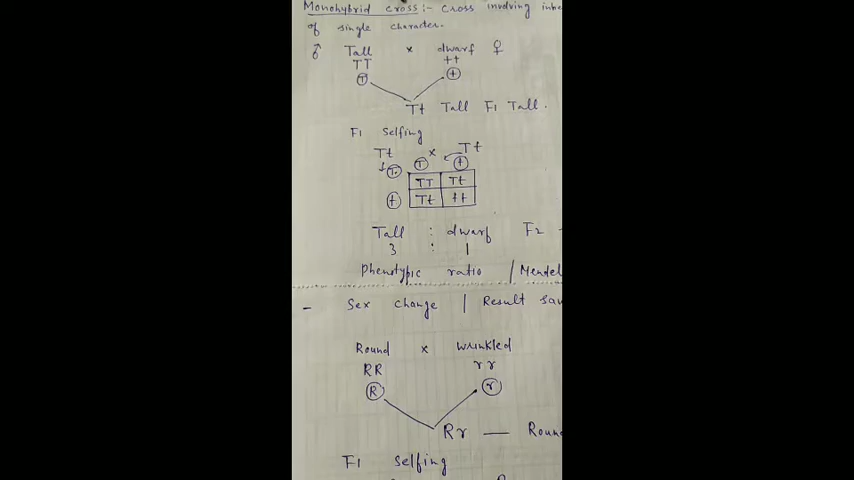 Monohybrid cross :- Cross involving
of single character.
♂ Tall × dwarf ♀
TT tt
T t
Tt Tall F1 Tall.
F1 selfing
Tt × Tt
T T t
TT Tt
t Tt tt
Tall : dwarf F2 -
3 : 1
Phenotypic ratio / Mendel
- Sex change | Result
Round × wrinkled
RR rr
R r
Rr — Roun
F1 selfing